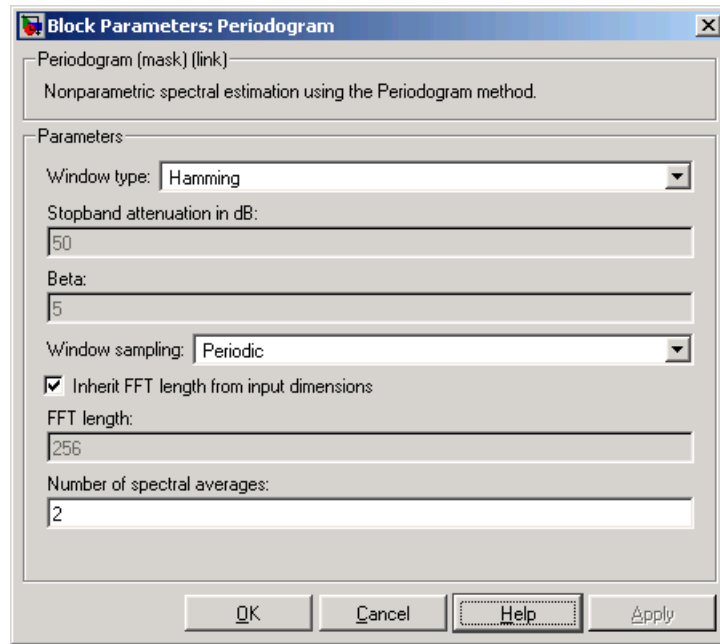 Block Parameters: Periodogram
Periodogram (mask) (link)
Nonparametric spectral estimation using the Periodogram method.
Parameters
Window type: Hamming
Stopband attenuation in dB:
50
Beta:
5
Window sampling: Periodic
Inherit FFT length from input dimensions
FFT length:
256
Number of spectral averages:
2
OK Cancel Help Apply